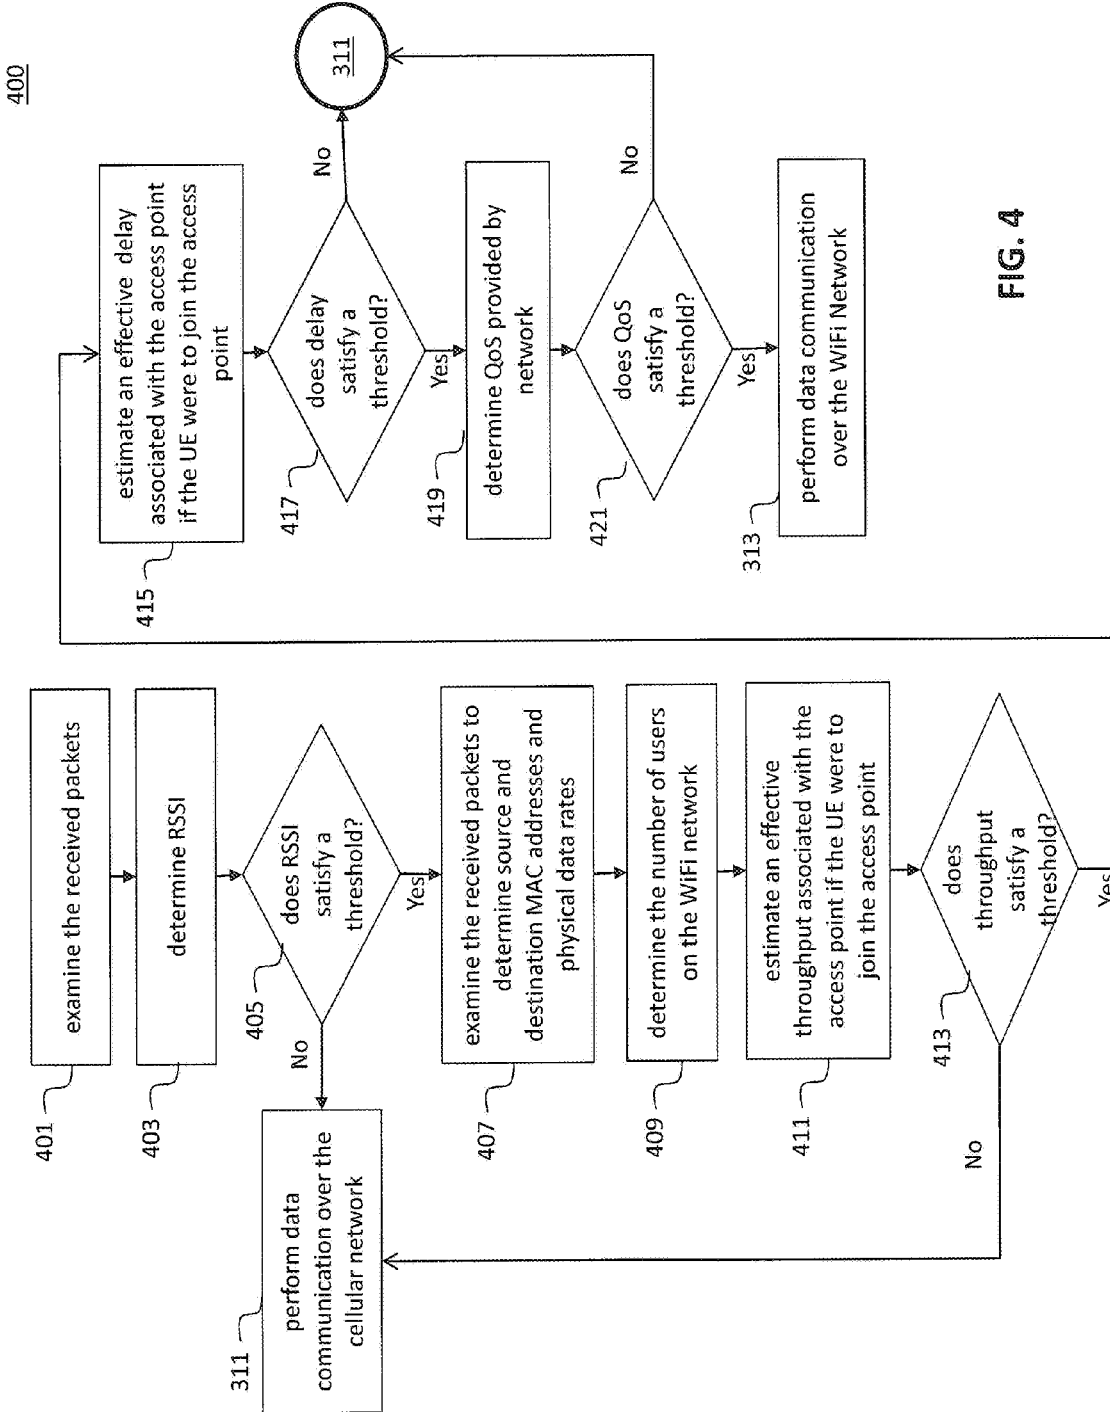 400
401
examine the received packets
403
determine RSSI
405
does RSSI
satisfy a
threshold?
No
Yes
311
perform data
communication over the
cellular network
407
examine the received packets to
determine source and
destination MAC addresses and
physical data rates
409
determine the number of users
on the WiFi network
411
estimate an effective
throughput associated with the
access point if the UE were to
join the access point
413
does
throughput
satisfy a
threshold?
No
Yes
415
estimate an effective delay
associated with the access point
if the UE were to join the access
point
417
does delay
satisfy a
threshold?
No
Yes
311
419
determine QoS provided by
network
421
does QoS
satisfy a
threshold?
No
Yes
313
perform data communication
over the WiFi Network
FIG. 4